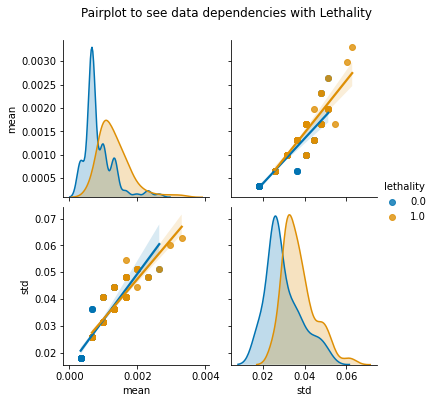 Pairplot to see data dependencies with Lethality
0.0030
0.0025
0.0020
0.0015
0.0010
0.0005
mean
lethality
0.0
1.0
0.07
0.06
0.05
0.04
0.03
0.02
std
0.000 0.002 0.004
mean
0.02 0.04 0.06
std